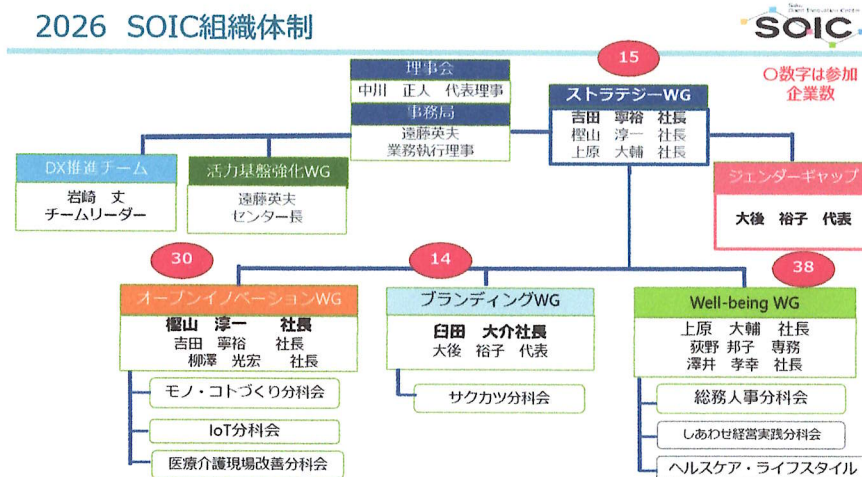 2026 SOIC組織体制
SOIC
〇数字は参加
企業数
15
理事会
中川 正人 代表理事
事務局
遠藤英夫
業務執行理事
ストラテジーWG
吉田 寧裕 社長
樫山 淳一 社長
上原 大輔 社長
DX推進チーム
岩崎 丈
チームリーダー
活力基盤強化WG
遠藤英夫
センター長
ジェンダーギャップ
大後 裕子 代表
30
オープンイノベーションWG
樫山 淳一 社長
吉田 寧裕 社長
柳澤 光宏 社長
モノ・コトづくり分科会
IoT分科会
医療介護現場改善分科会
14
ブランディングWG
臼田 大介社長
大後 裕子 代表
サクカツ分科会
38
Well-being WG
上原 大輔 社長
荻野 邦子 専務
澤井 孝幸 社長
総務人事分科会
しあわせ経営実践分科会
ヘルスケア・ライフスタイル